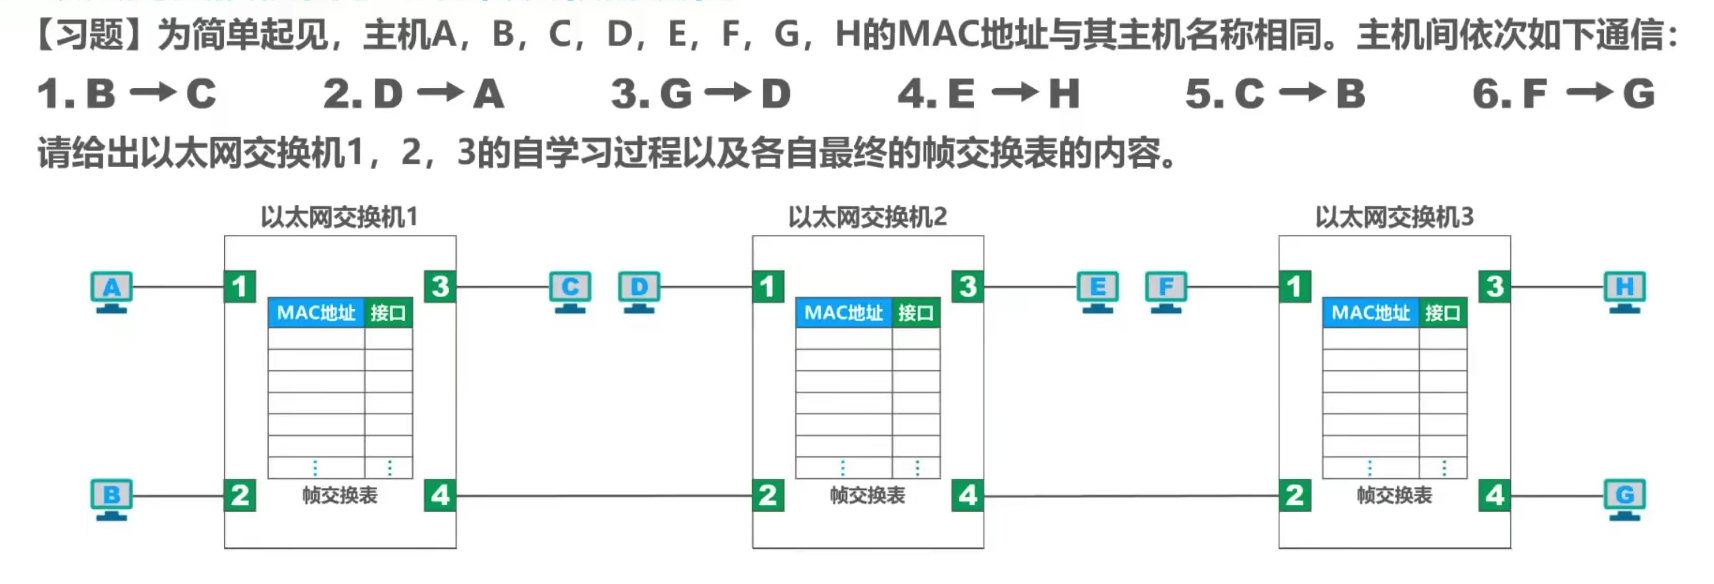 【习题】为简单起见，主机A，B，C，D，E，F，G，H的MAC地址与其主机名称相同。主机间依次如下通信：
1. B → C 2. D → A 3. G → D 4. E → H 5. C → B 6. F → G
请给出以太网交换机1，2，3的自学习过程以及各自最终的帧交换表的内容。
以太网交换机1 以太网交换机2 以太网交换机3
A 1 3 C D 1 3 E F 1 3 H
MAC地址 接口 MAC地址 接口 MAC地址 接口
B 2 帧交换表 4 2 帧交换表 4 2 帧交换表 4 G